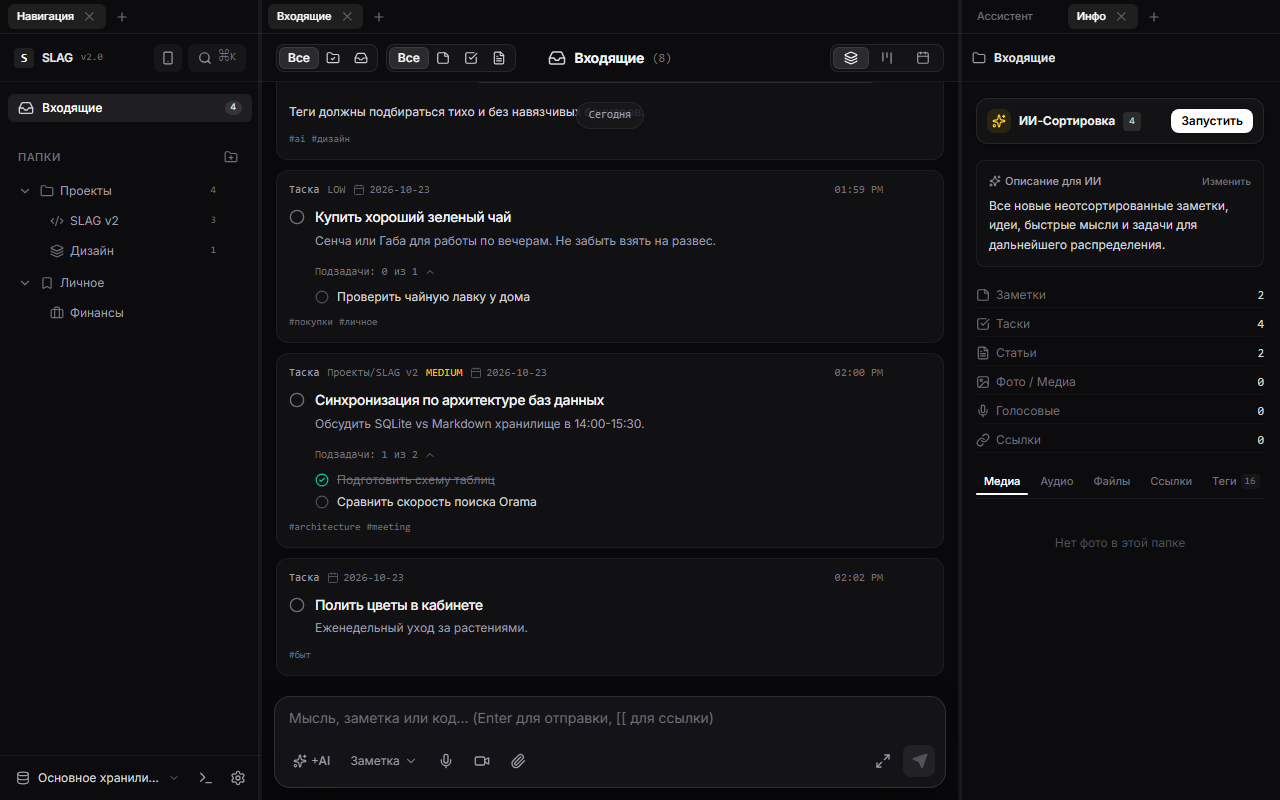 Навигация
Входящие
Ассистент
Инфо
S SLAG v2.0
⌘K
Все
Все
Входящие (8)
Входящие
Входящие 4
ПАПКИ
Проекты 4
SLAG v2 3
Дизайн 1
Личное
Финансы
Основное хранили...
Теги должны подбираться тихо и без навязчивых
Сегодня
#ai #дизайн
Таска LOW 2026-10-23 01:59 PM
Купить хороший зеленый чай
Сенча или Габа для работы по вечерам. Не забыть взять на развес.
Подзадачи: 0 из 1
Проверить чайную лавку у дома
#покупки #личное
Таска Проекты/SLAG v2 MEDIUM 2026-10-23 02:00 PM
Синхронизация по архитектуре баз данных
Обсудить SQLite vs Markdown хранилище в 14:00-15:30.
Подзадачи: 1 из 2
Подготовить схему таблиц
Сравнить скорость поиска Orama
#architecture #meeting
Таска 2026-10-23 02:02 PM
Полить цветы в кабинете
Еженедельный уход за растениями.
#быт
Мысль, заметка или код... (Enter для отправки, [[ для ссылки)
+AI Заметка
ИИ-Сортировка 4 Запустить
Описание для ИИ Изменить
Все новые неотсортированные заметки,
идеи, быстрые мысли и задачи для
дальнейшего распределения.
Заметки 2
Таски 4
Статьи 2
Фото / Медиа 0
Голосовые 0
Ссылки 0
Медиа Аудио Файлы Ссылки Теги 16
Нет фото в этой папке